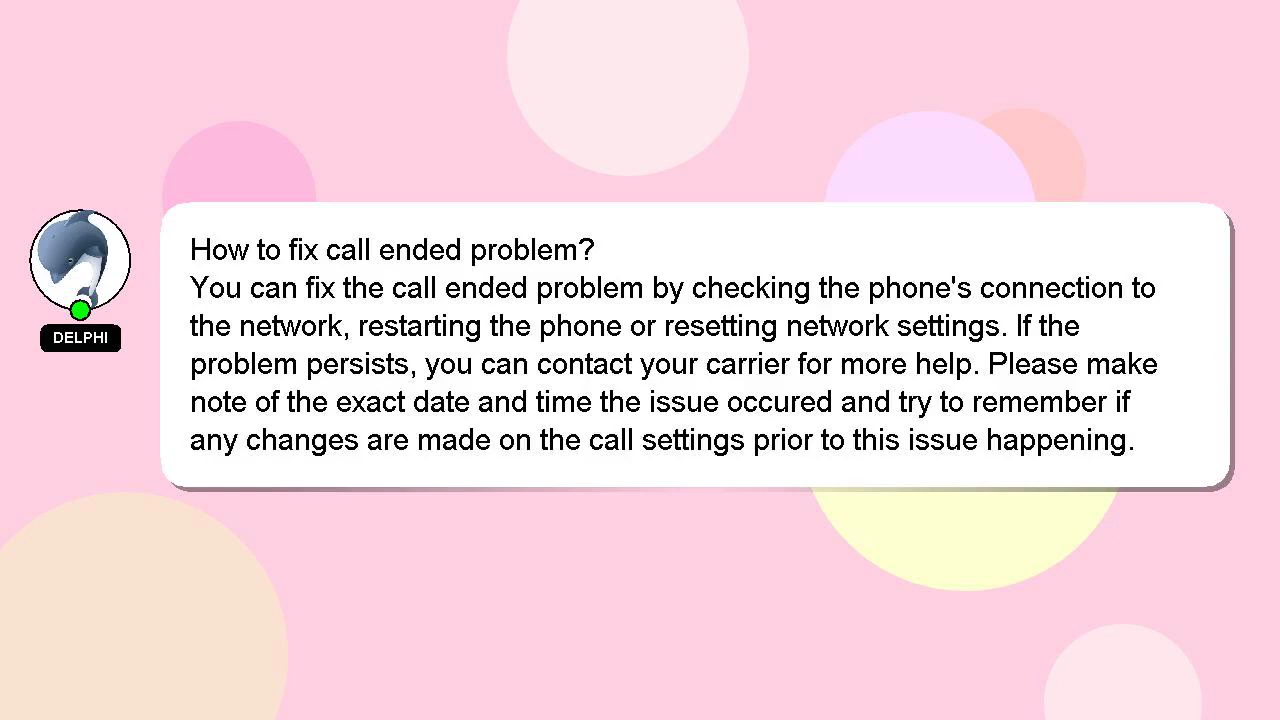 How to fix call ended problem?
You can fix the call ended problem by checking the phone's connection to
the network, restarting the phone or resetting network settings. If the
problem persists, you can contact your carrier for more help. Please make
note of the exact date and time the issue occured and try to remember if
any changes are made on the call settings prior to this issue happening.
DELPHI